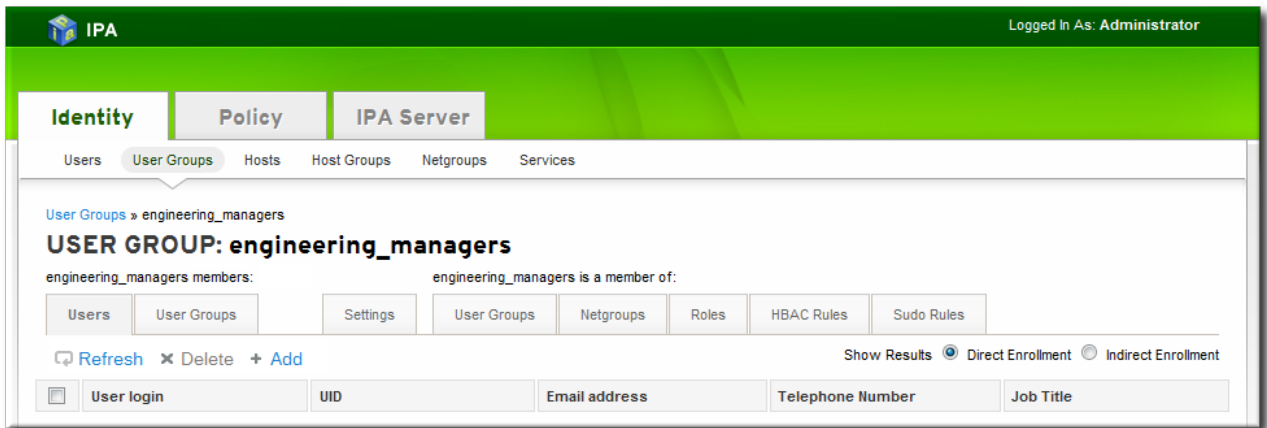 IPA
Logged In As: Administrator
Identity Policy IPA Server
Users User Groups Hosts Host Groups Netgroups Services
User Groups » engineering_managers
USER GROUP: engineering_managers
engineering_managers members: engineering_managers is a member of:
Users User Groups Settings User Groups Netgroups Roles HBAC Rules Sudo Rules
Refresh Delete + Add Show Results Direct Enrollment Indirect Enrollment
User login UID Email address Telephone Number Job Title